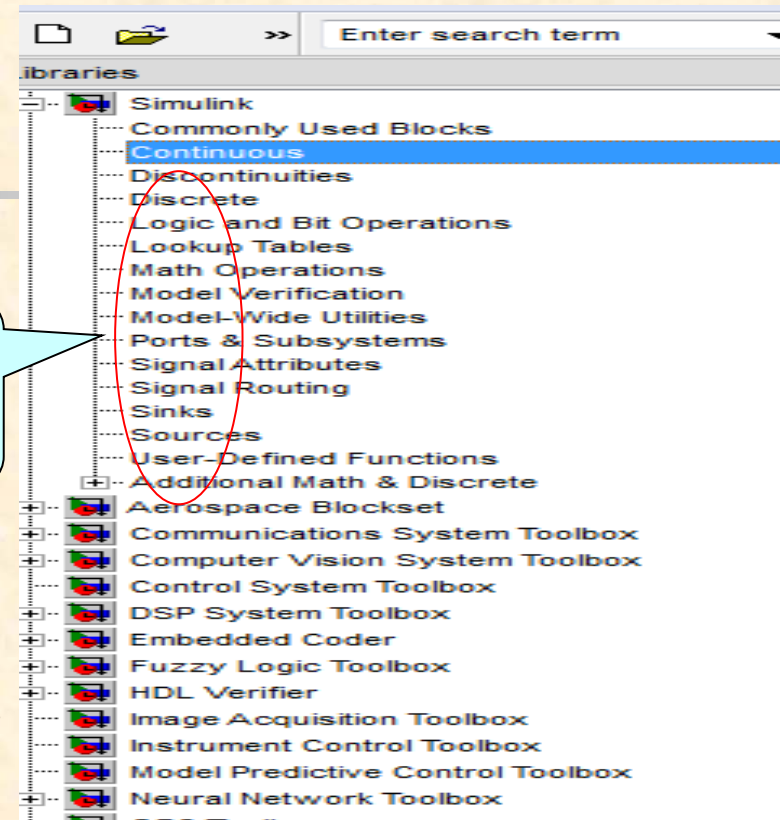 » Enter search term
ibraries
Simulink
Commonly Used Blocks
Continuous
Discontinuities
Discrete
Logic and Bit Operations
Lookup Tables
Math Operations
Model Verification
Model-Wide Utilities
Ports & Subsystems
Signal Attributes
Signal Routing
Sinks
Sources
User-Defined Functions
Additional Math & Discrete
Aerospace Blockset
Communications System Toolbox
Computer Vision System Toolbox
Control System Toolbox
DSP System Toolbox
Embedded Coder
Fuzzy Logic Toolbox
HDL Verifier
Image Acquisition Toolbox
Instrument Control Toolbox
Model Predictive Control Toolbox
Neural Network Toolbox